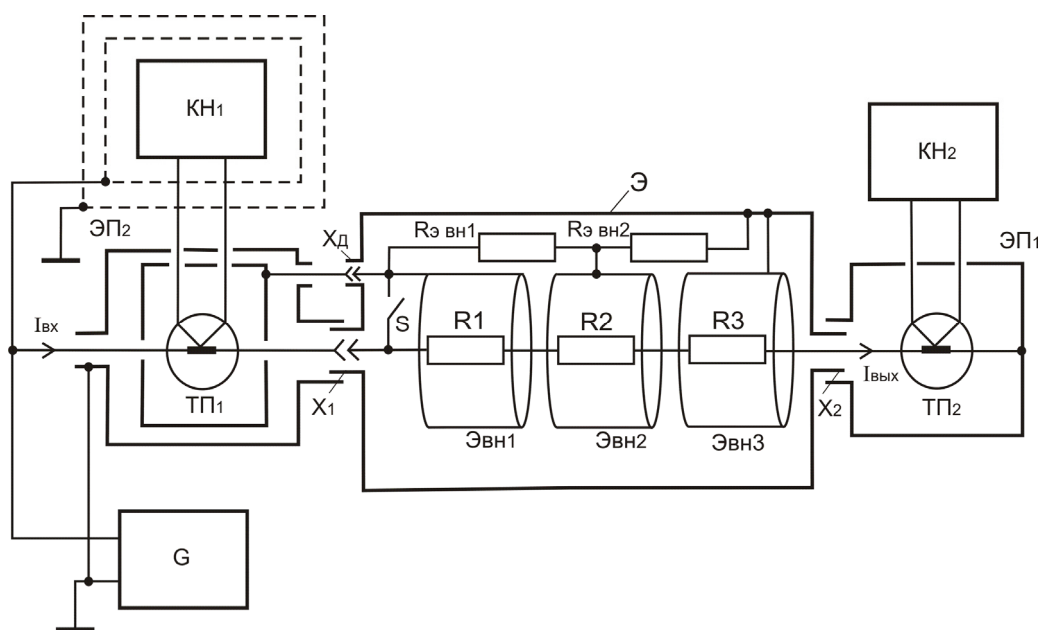 КН1
КН2
Э
ЭП2
XД
Rэ вн1
Rэ вн2
ЭП1
Iвх
S
R1
R2
R3
ТП1
X1
Эвн1
Эвн2
Эвн3
Iвых
X2
ТП2
G